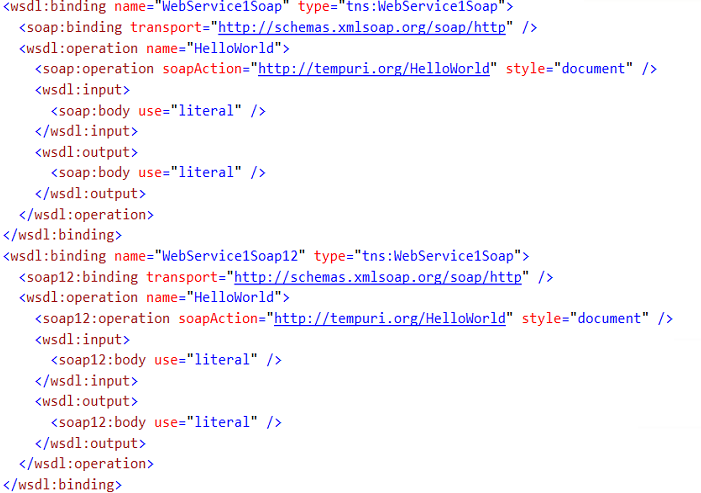 <wsdl:binding name="WebService1Soap" type="tns:WebService1Soap">
<soap:binding transport="http://schemas.xmlsoap.org/soap/http" />
<wsdl:operation name="HelloWorld">
<soap:operation soapAction="http://tempuri.org/HelloWorld" style="document" />
<wsdl:input>
<soap:body use="literal" />
</wsdl:input>
<wsdl:output>
<soap:body use="literal" />
</wsdl:output>
</wsdl:operation>
</wsdl:binding>
<wsdl:binding name="WebService1Soap12" type="tns:WebService1Soap">
<soap12:binding transport="http://schemas.xmlsoap.org/soap/http" />
<wsdl:operation name="HelloWorld">
<soap12:operation soapAction="http://tempuri.org/HelloWorld" style="document" />
<wsdl:input>
<soap12:body use="literal" />
</wsdl:input>
<wsdl:output>
<soap12:body use="literal" />
</wsdl:output>
</wsdl:operation>
</wsdl:binding>